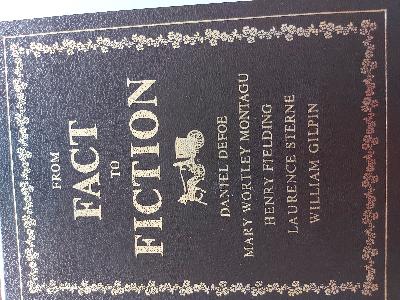 FROM
FACT
TO
FICTION
DANIEL DEFOE
MARY WORTLEY MONTAGU
HENRY FIELDING
LAURENCE STERNE
WILLIAM GILPIN